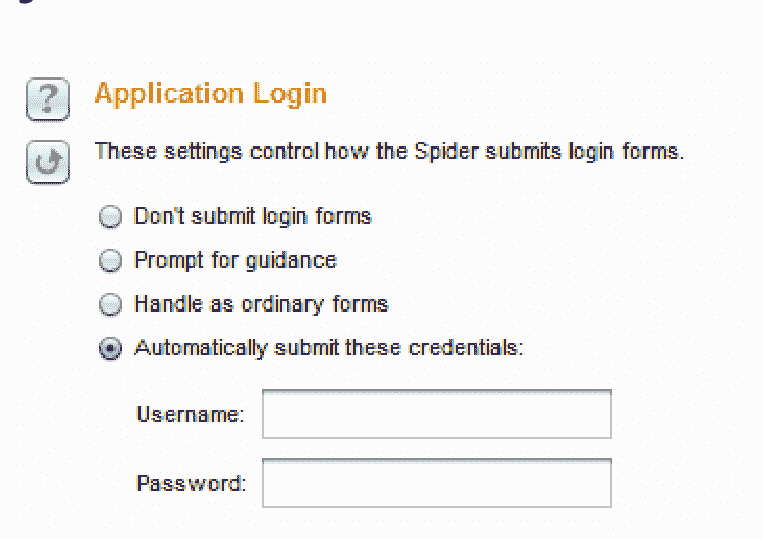 ?
Application Login
These settings control how the Spider submits login forms.
Don't submit login forms
Prompt for guidance
Handle as ordinary forms
Automatically submit these credentials:
Username:
Password: